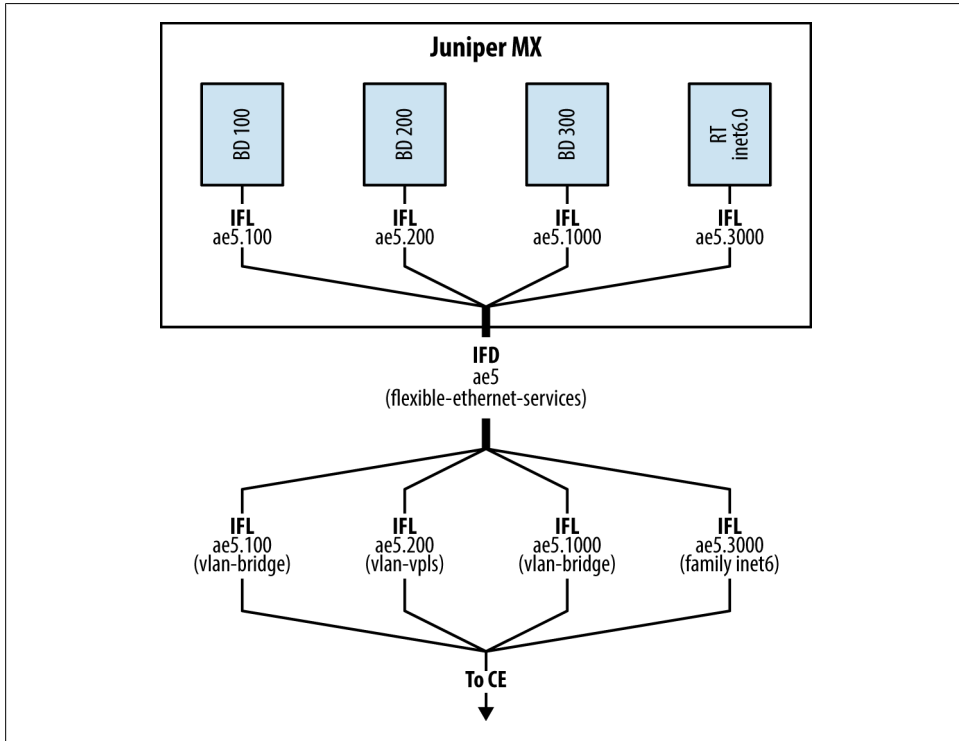 Juniper MX
BD 100
BD 200
BD 300
RT
inet6.0
IFL
ae5.100
IFL
ae5.200
IFL
ae5.1000
IFL
ae5.3000
IFD
ae5
(flexible-ethernet-services)
IFL
ae5.100
(vlan-bridge)
IFL
ae5.200
(vlan-vpls)
IFL
ae5.1000
(vlan-bridge)
IFL
ae5.3000
(family inet6)
To CE